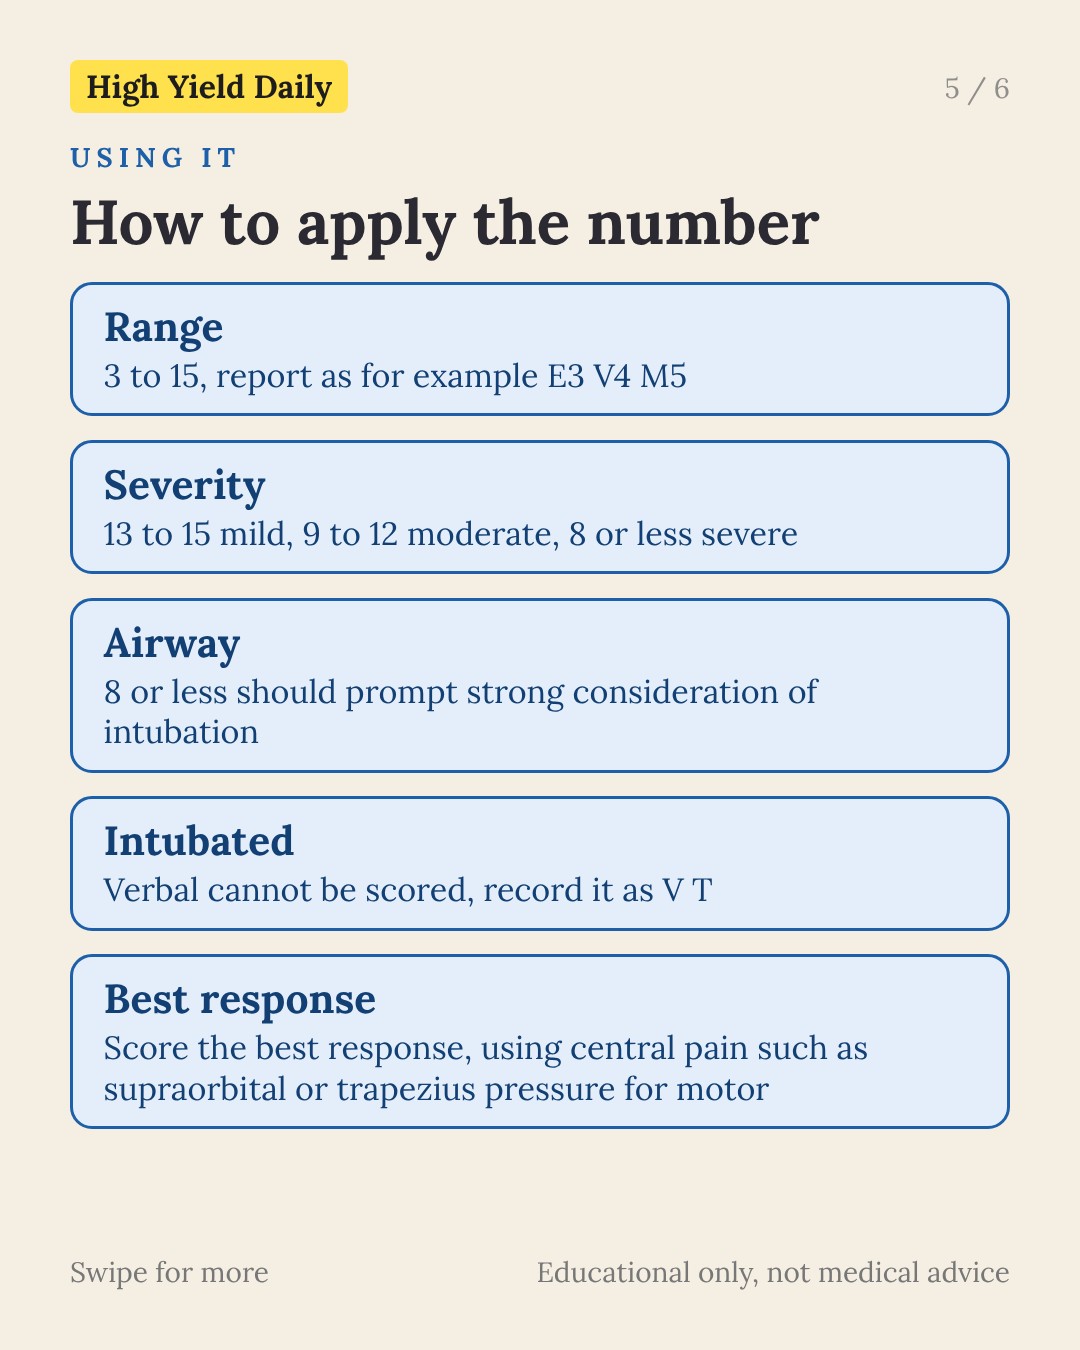 High Yield Daily
5 / 6
USING IT
How to apply the number
Range
3 to 15, report as for example E3 V4 M5
Severity
13 to 15 mild, 9 to 12 moderate, 8 or less severe
Airway
8 or less should prompt strong consideration of
intubation
Intubated
Verbal cannot be scored, record it as V T
Best response
Score the best response, using central pain such as
supraorbital or trapezius pressure for motor
Swipe for more
Educational only, not medical advice